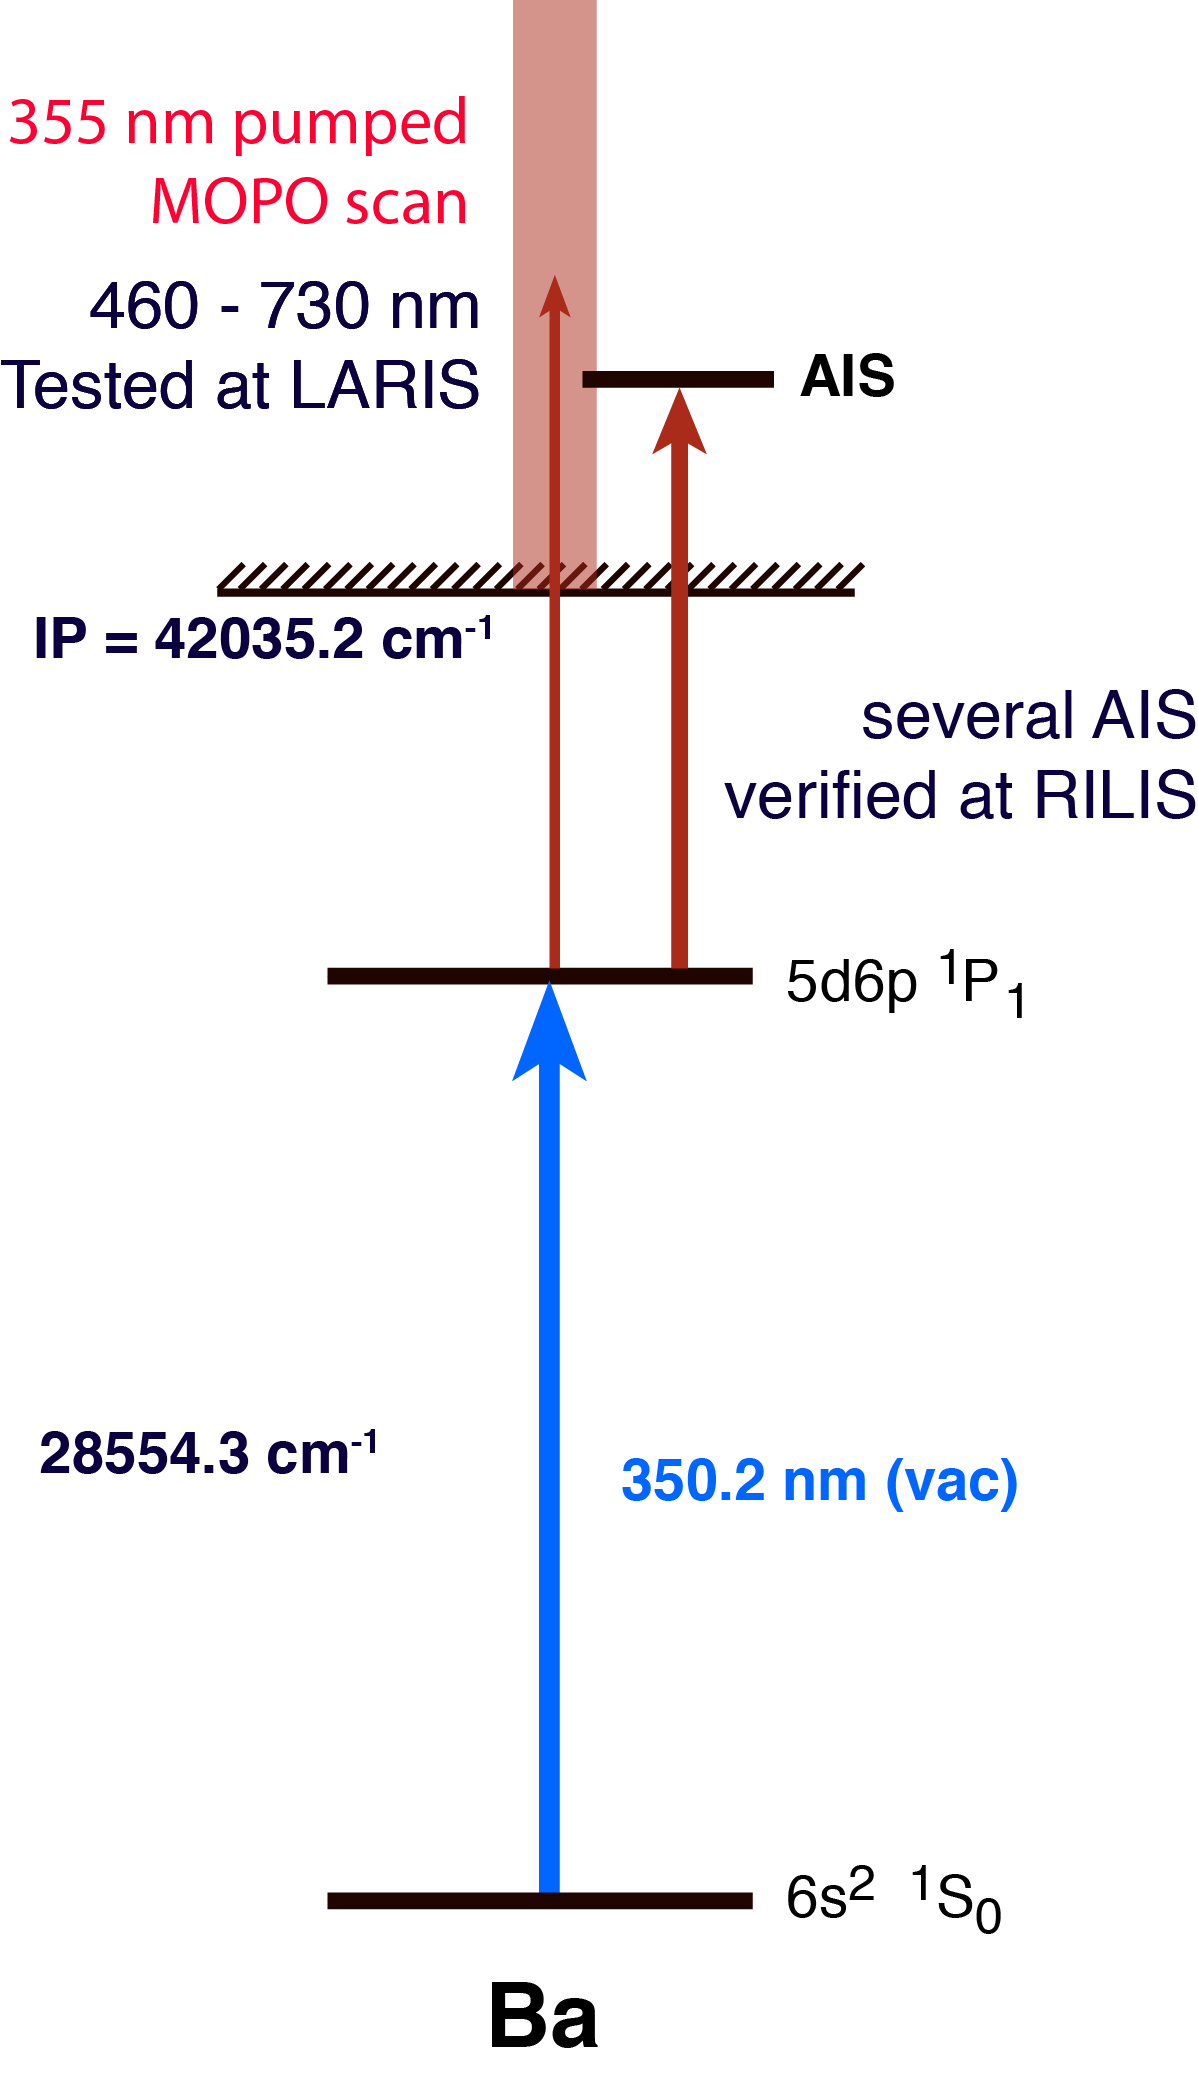 355 nm pumped
MOPO scan
460 - 730 nm
Tested at LARIS
AIS
IP = 42035.2 cm⁻¹
several AIS
verified at RILIS
5d6p ¹P₁
28554.3 cm⁻¹
350.2 nm (vac)
6s² ¹S₀
Ba